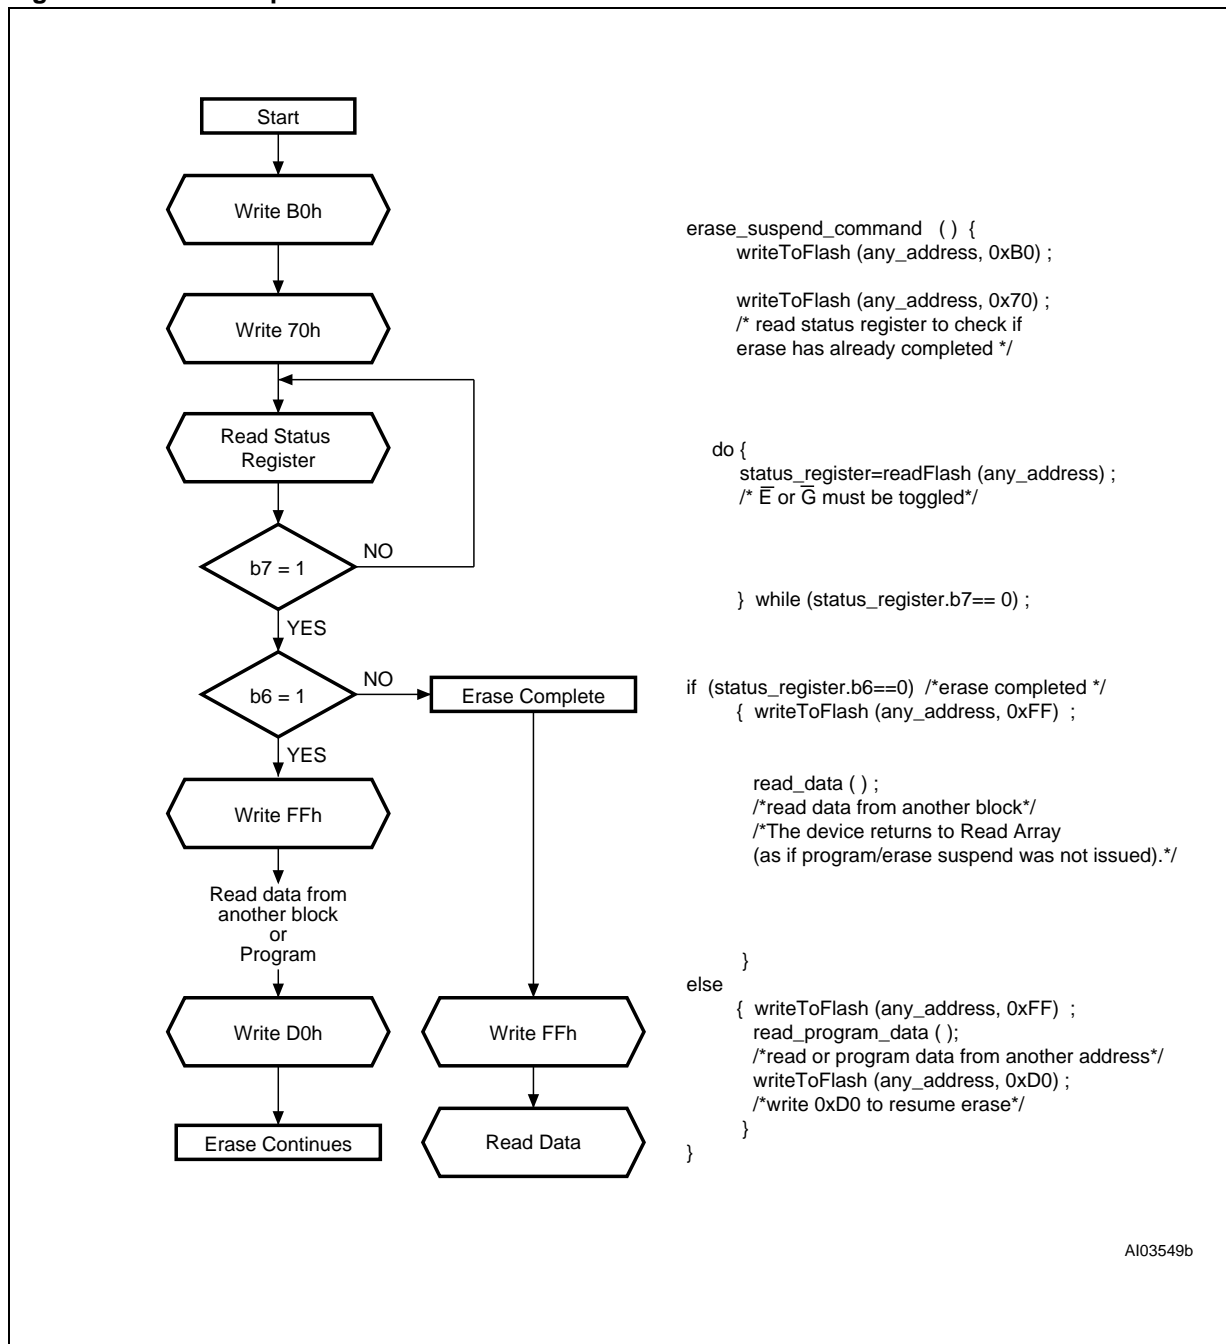 Start
Write B0h
Write 70h
Read Status
Register
b7 = 1
NO
YES
b6 = 1
NO
Erase Complete
YES
Write FFh
Read data from
another block
or
Program
Write D0h
Erase Continues
Write FFh
Read Data
erase_suspend_command ( ) {
writeToFlash (any_address, 0xB0) ;
writeToFlash (any_address, 0x70) ;
/* read status register to check if
erase has already completed */
do {
status_register=readFlash (any_address) ;
/* E̅ or G̅ must be toggled*/
} while (status_register.b7== 0) ;
if (status_register.b6==0) /*erase completed */
{ writeToFlash (any_address, 0xFF) ;
read_data ( ) ;
/*read data from another block*/
/*The device returns to Read Array
(as if program/erase suspend was not issued).*/
}
else
{ writeToFlash (any_address, 0xFF) ;
read_program_data ( );
/*read or program data from another address*/
writeToFlash (any_address, 0xD0) ;
/*write 0xD0 to resume erase*/
}
}
AI03549b